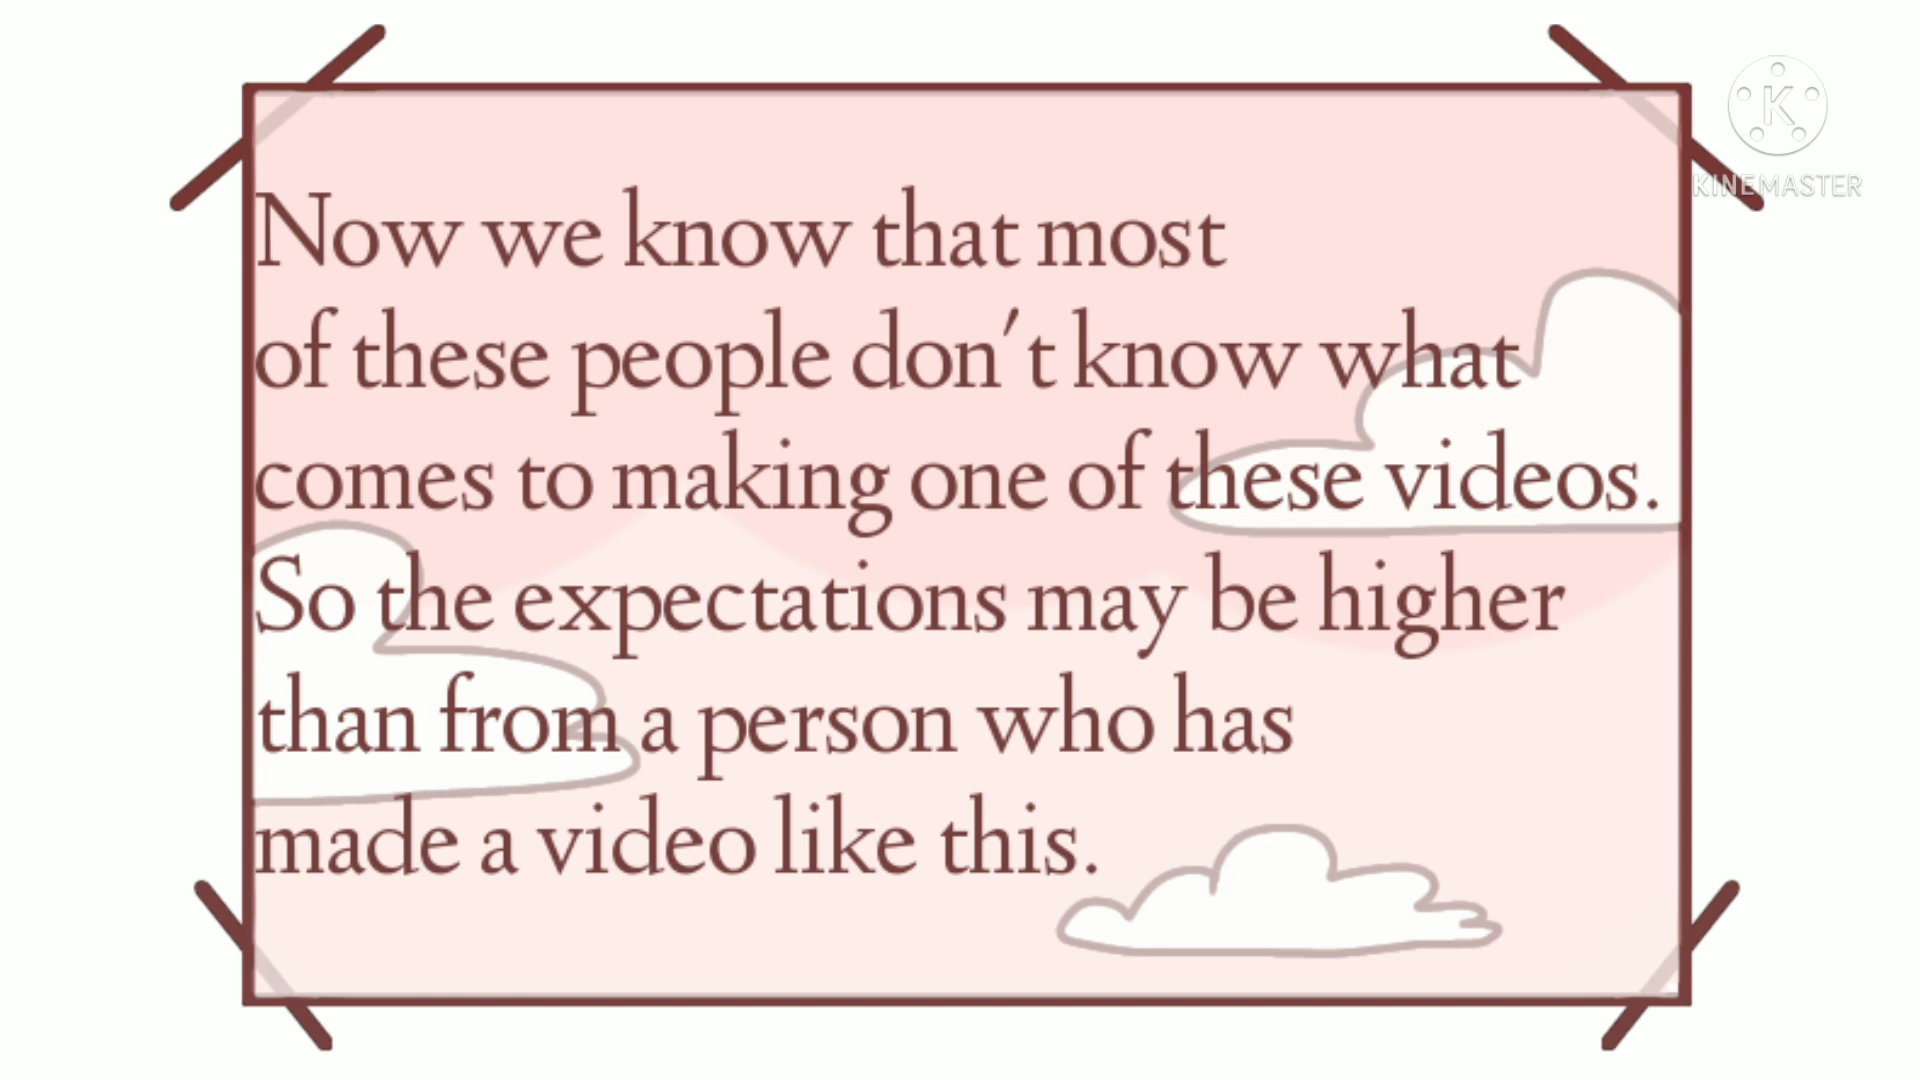 Now we know that most
of these people don't know what
comes to making one of these videos.
So the expectations may be higher
than from a person who has
made a video like this.
K
KINEMASTER